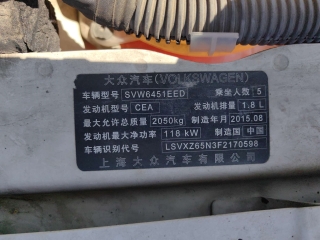 大众汽车(VOLKSWAGEN)
车辆型号 SVW6451EED 乘坐人数 5
发动机型号 CEA 发动机排量 1.8 L
最大允许总质量 2050kg 制造年月 2015.08
发动机最大净功率 118 kW 制造国 中国
车辆识别代号 LSVXZ65N3F2170598
上海大众汽车有限公司